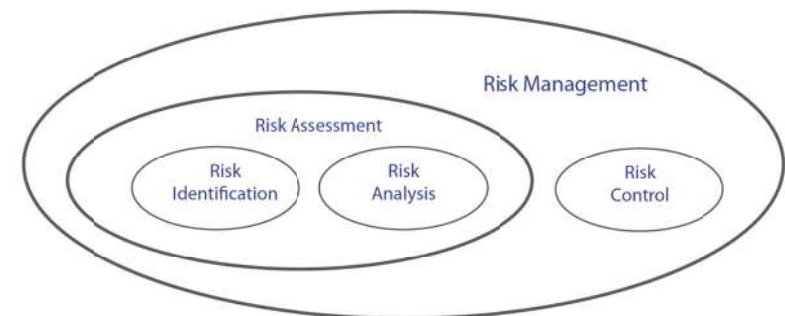 Risk Management
Risk Assessment
Risk
Identification
Risk
Analysis
Risk
Control